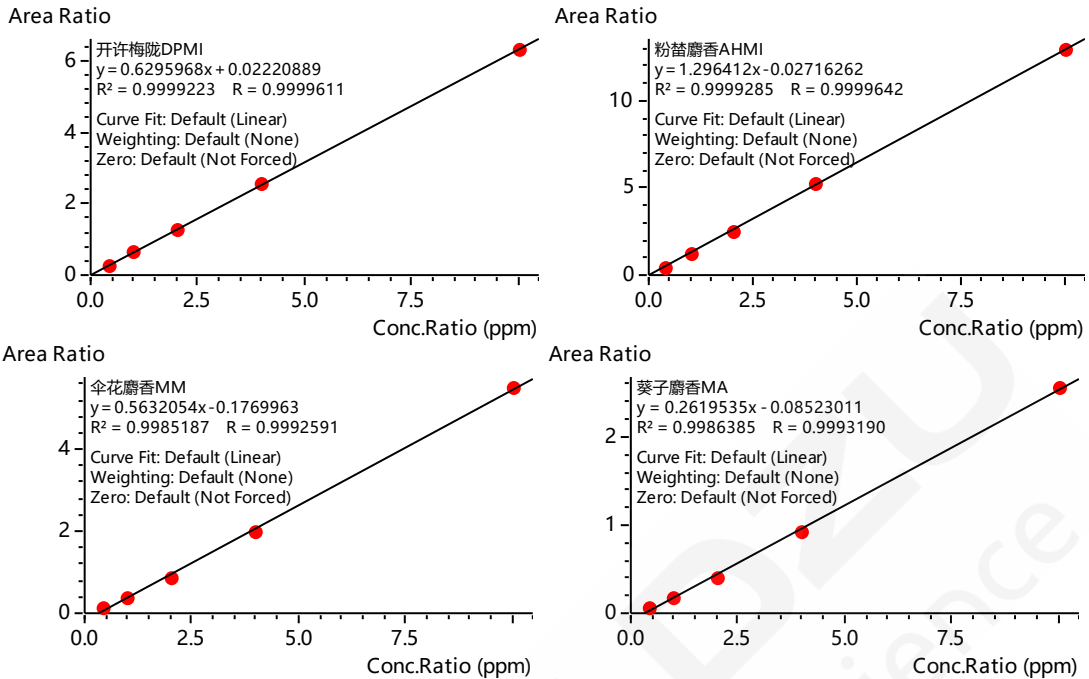 Area Ratio
开许梅陇DPMI
y=0.6295968x+0.02220889
R² = 0.9999223 R = 0.9999611
Curve Fit: Default (Linear)
Weighting: Default (None)
Zero: Default (Not Forced)
6
4
2
0
0.0 2.5 5.0 7.5
Conc.Ratio (ppm)
Area Ratio
粉莔麝香AHMI
y=1.296412x-0.02716262
R² = 0.9999285 R = 0.9999642
Curve Fit: Default (Linear)
Weighting: Default (None)
Zero: Default (Not Forced)
10
5
0
0.0 2.5 5.0 7.5
Conc.Ratio (ppm)
Area Ratio
伞花麝香MM
y=0.5632054x-0.1769963
R² = 0.9985187 R = 0.9992591
Curve Fit: Default (Linear)
Weighting: Default (None)
Zero: Default (Not Forced)
4
2
0
0.0 2.5 5.0 7.5
Conc.Ratio (ppm)
Area Ratio
葵子麝香MA
y = 0.2619535x - 0.08523011
R² = 0.9986385 R = 0.9993190
Curve Fit: Default (Linear)
Weighting: Default (None)
Zero: Default (Not Forced)
2
1
0
0.0 2.5 5.0 7.5
Conc.Ratio (ppm)